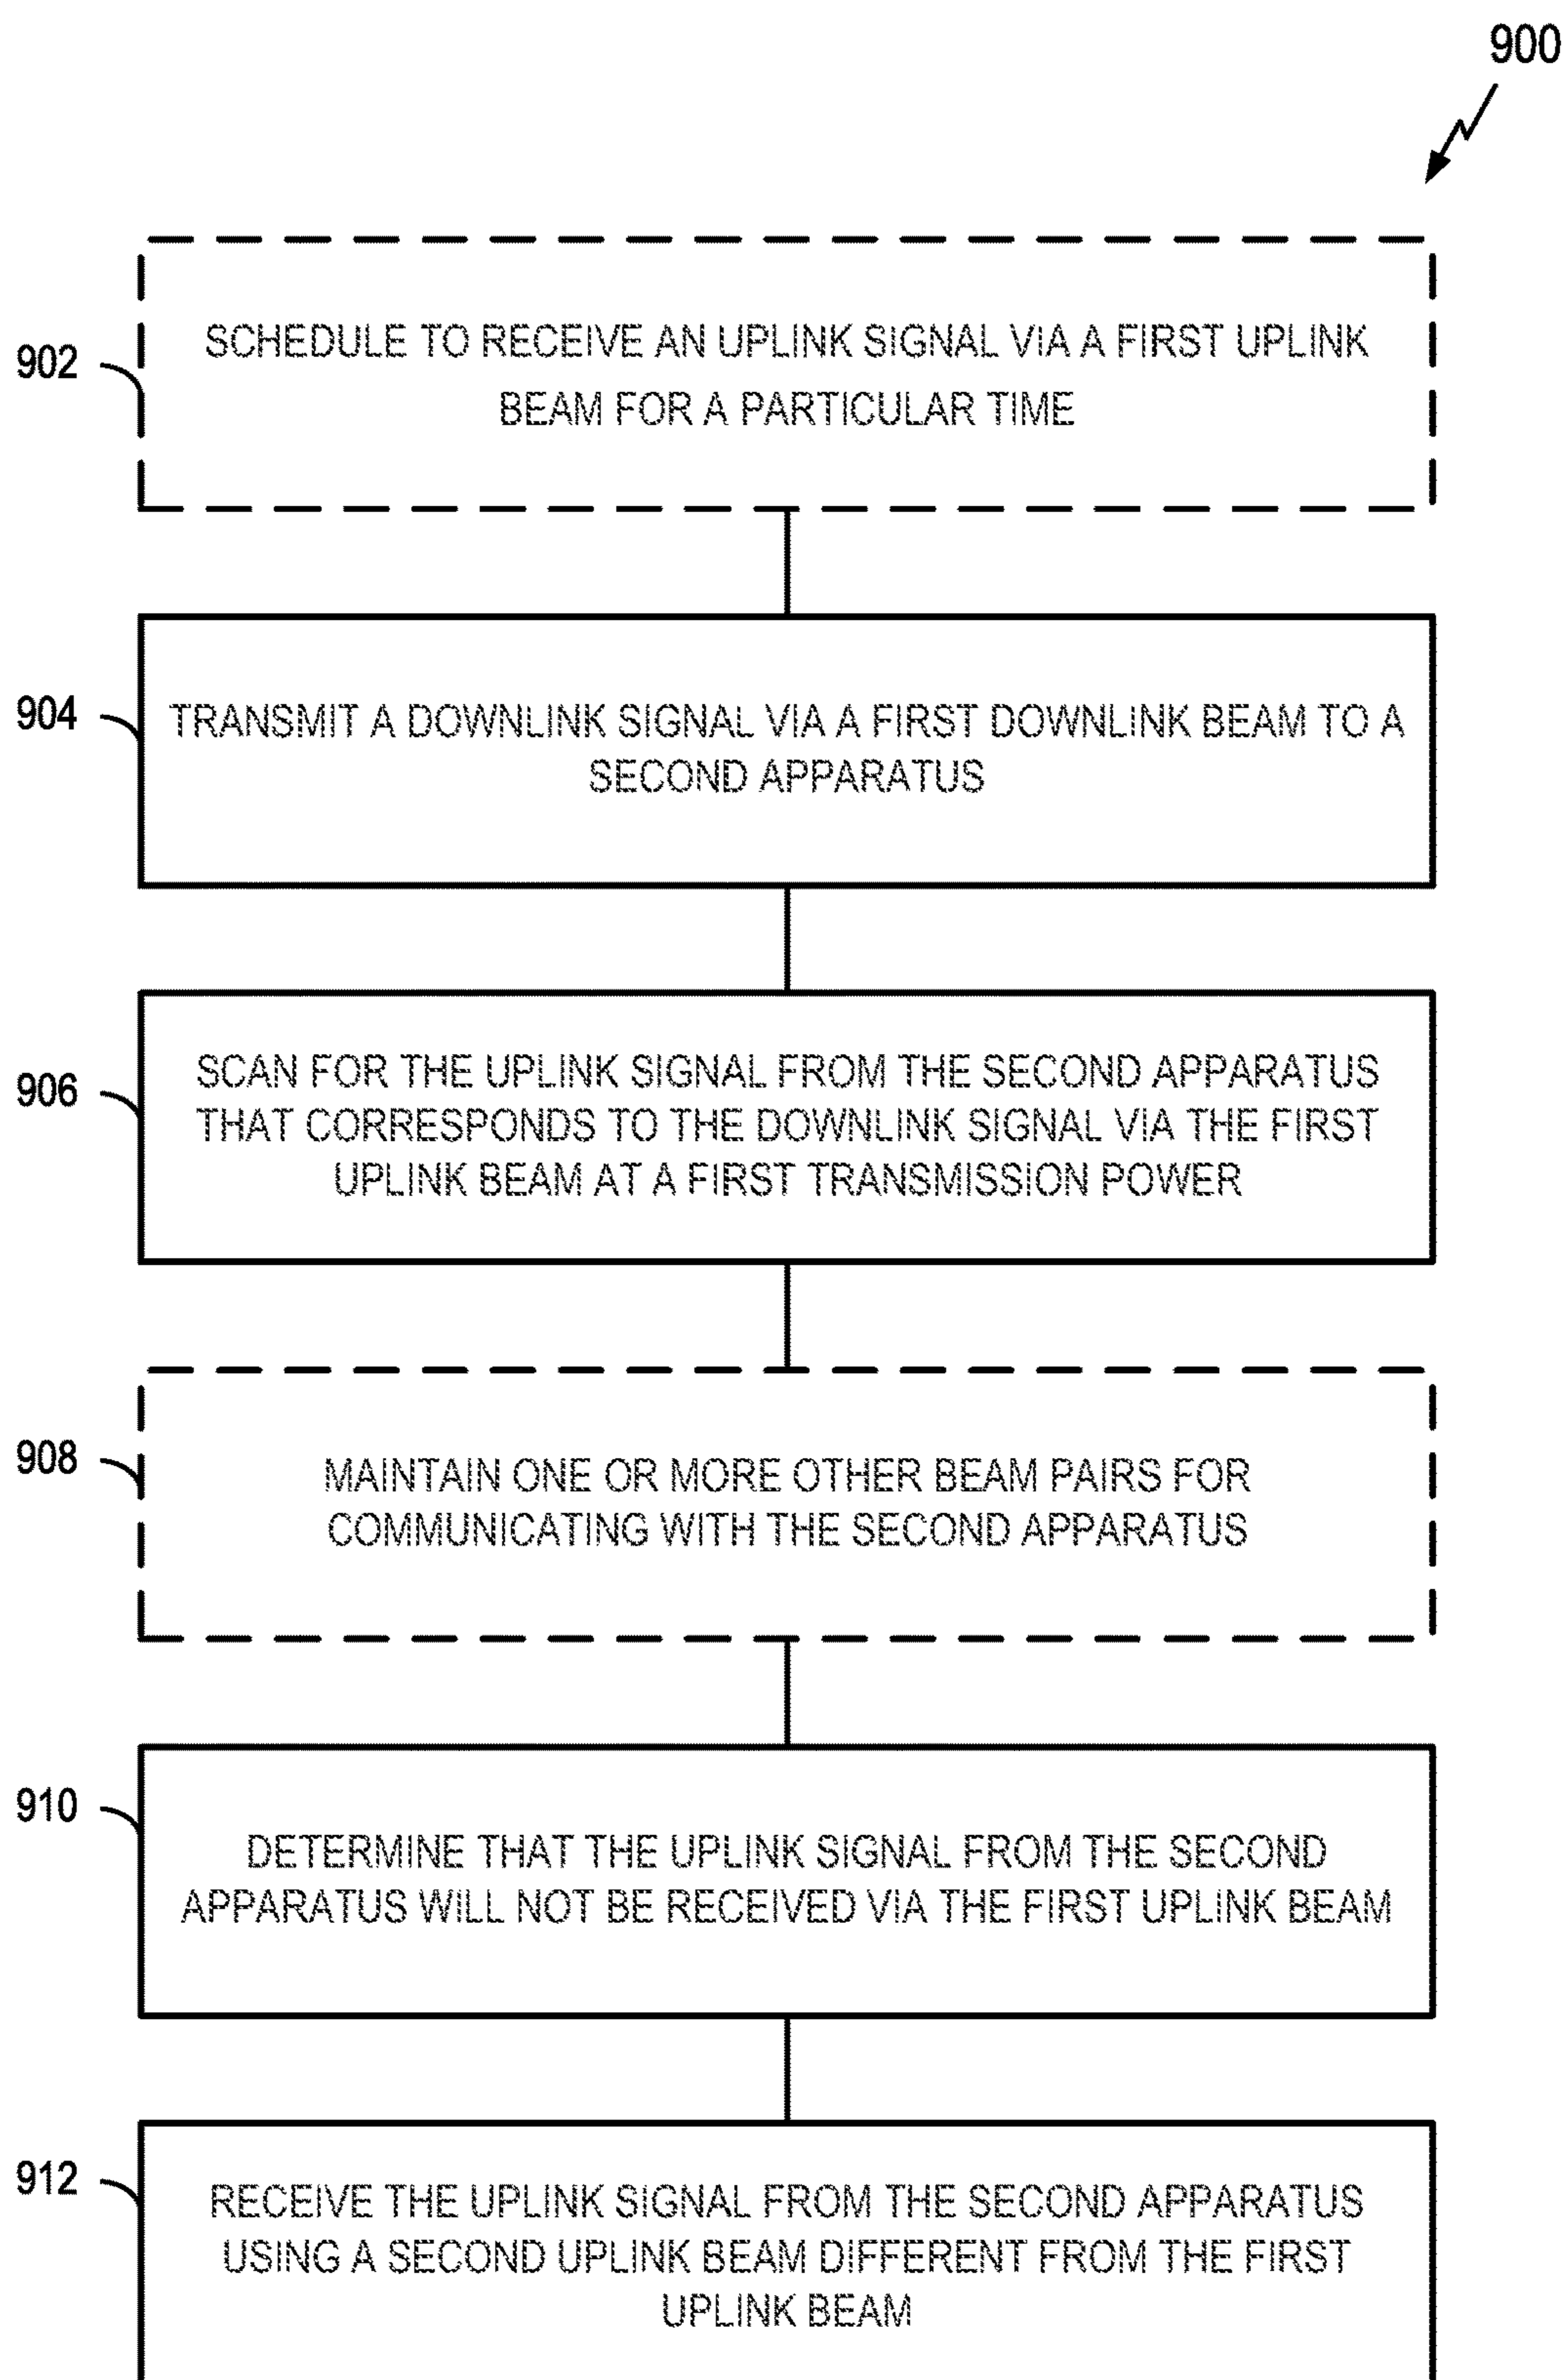 900
902
SCHEDULE TO RECEIVE AN UPLINK SIGNAL VIA A FIRST UPLINK
BEAM FOR A PARTICULAR TIME
904
TRANSMIT A DOWNLINK SIGNAL VIA A FIRST DOWNLINK BEAM TO A
SECOND APPARATUS
906
SCAN FOR THE UPLINK SIGNAL FROM THE SECOND APPARATUS
THAT CORRESPONDS TO THE DOWNLINK SIGNAL VIA THE FIRST
UPLINK BEAM AT A FIRST TRANSMISSION POWER
908
MAINTAIN ONE OR MORE OTHER BEAM PAIRS FOR
COMMUNICATING WITH THE SECOND APPARATUS
910
DETERMINE THAT THE UPLINK SIGNAL FROM THE SECOND
APPARATUS WILL NOT BE RECEIVED VIA THE FIRST UPLINK BEAM
912
RECEIVE THE UPLINK SIGNAL FROM THE SECOND APPARATUS
USING A SECOND UPLINK BEAM DIFFERENT FROM THE FIRST
UPLINK BEAM